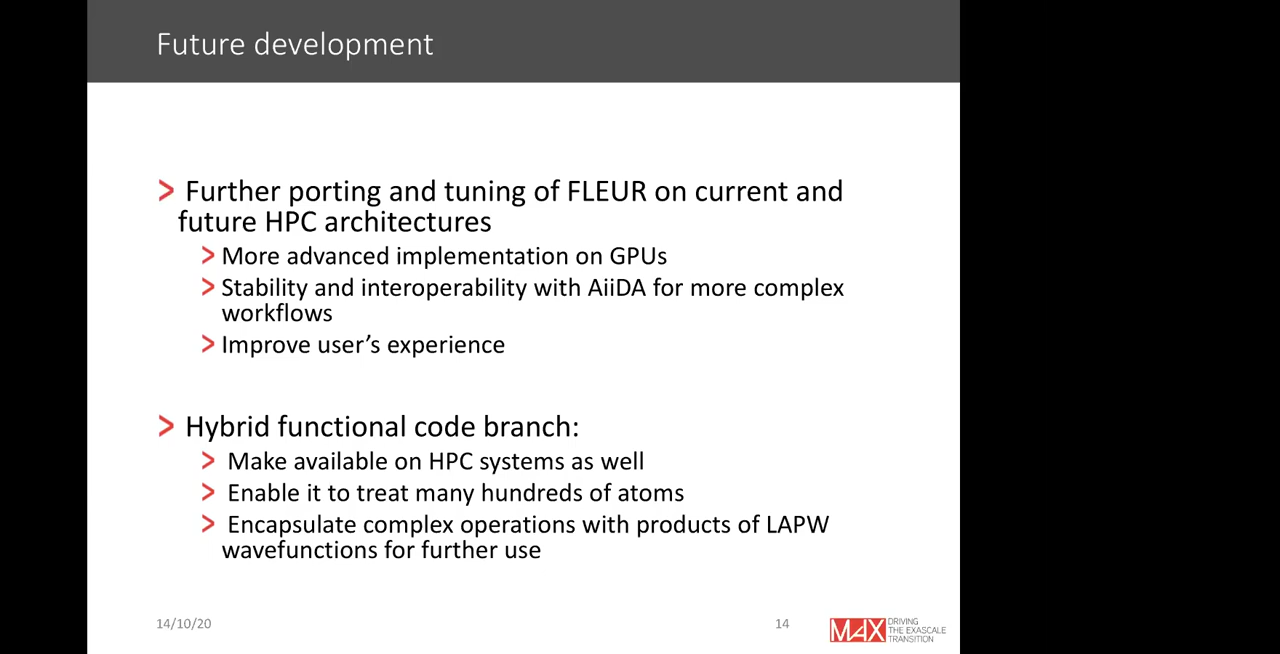 Future development
> Further porting and tuning of FLEUR on current and
future HPC architectures
> More advanced implementation on GPUs
> Stability and interoperability with AiiDA for more complex
workflows
> Improve user’s experience
> Hybrid functional code branch:
> Make available on HPC systems as well
> Enable it to treat many hundreds of atoms
> Encapsulate complex operations with products of LAPW
wavefunctions for further use
14/10/20
14
MAX
DRIVING
THE EXASCALE
TRANSITION